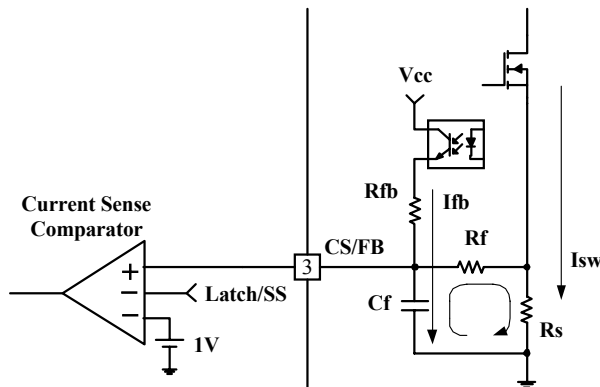 Vcc
Rfb
Ifb
Current Sense
Comparator
3
CS/FB
Rf
Isw
+
−
Latch/SS
−
Cf
Rs
1V